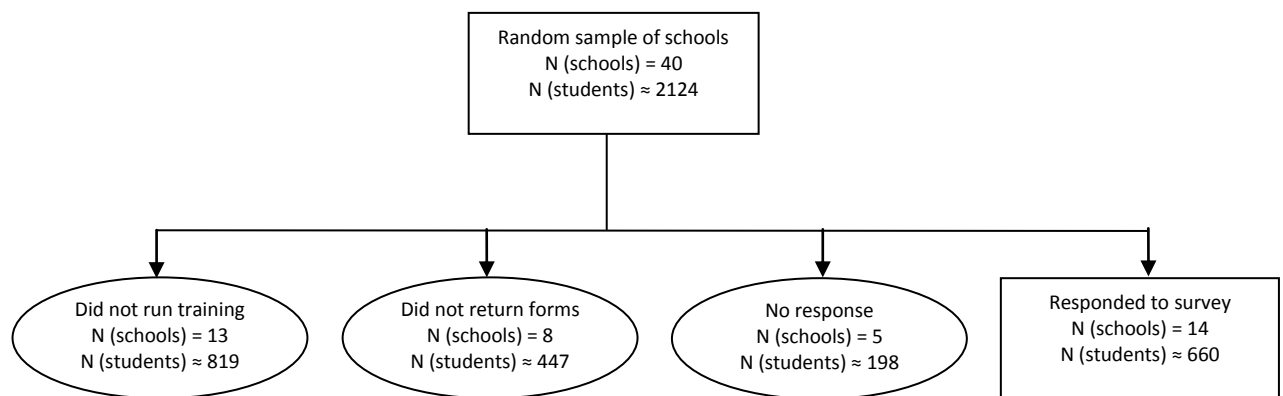 Random sample of schools
N (schools) = 40
N (students) ≈ 2124
Did not run training
N (schools) = 13
N (students) ≈ 819
Did not return forms
N (schools) = 8
N (students) ≈ 447
No response
N (schools) = 5
N (students) ≈ 198
Responded to survey
N (schools) = 14
N (students) ≈ 660